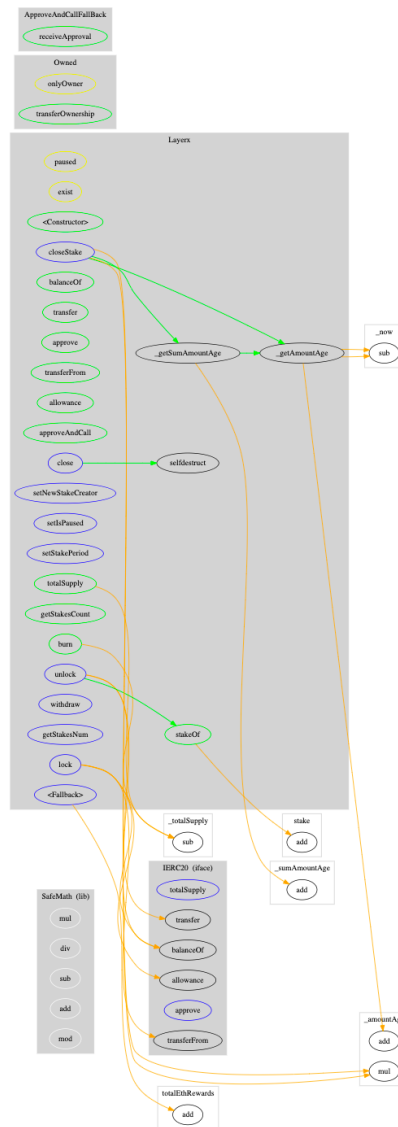 ApproveAndCallFallBack
receiveApproval
Owned
onlyOwner
transferOwnership
Layerx
paused
exist
<Constructor>
closeStake
balanceOf
transfer
approve
transferFrom
allowance
approveAndCall
close
setNewStakeCreator
setIsPaused
setStakePeriod
totalSupply
getStakesCount
burn
unlock
withdraw
getStakesNum
lock
<Fallback>
_getSumAmountAge
_getAmountAge
selfdestruct
stakeOf
_now
sub
_totalSupply
sub
stake
add
_sumAmountAge
add
IERC20 (iface)
totalSupply
transfer
balanceOf
allowance
approve
transferFrom
SafeMath (lib)
mul
div
sub
add
mod
_amountAg
add
mul
totalEthRewards
add